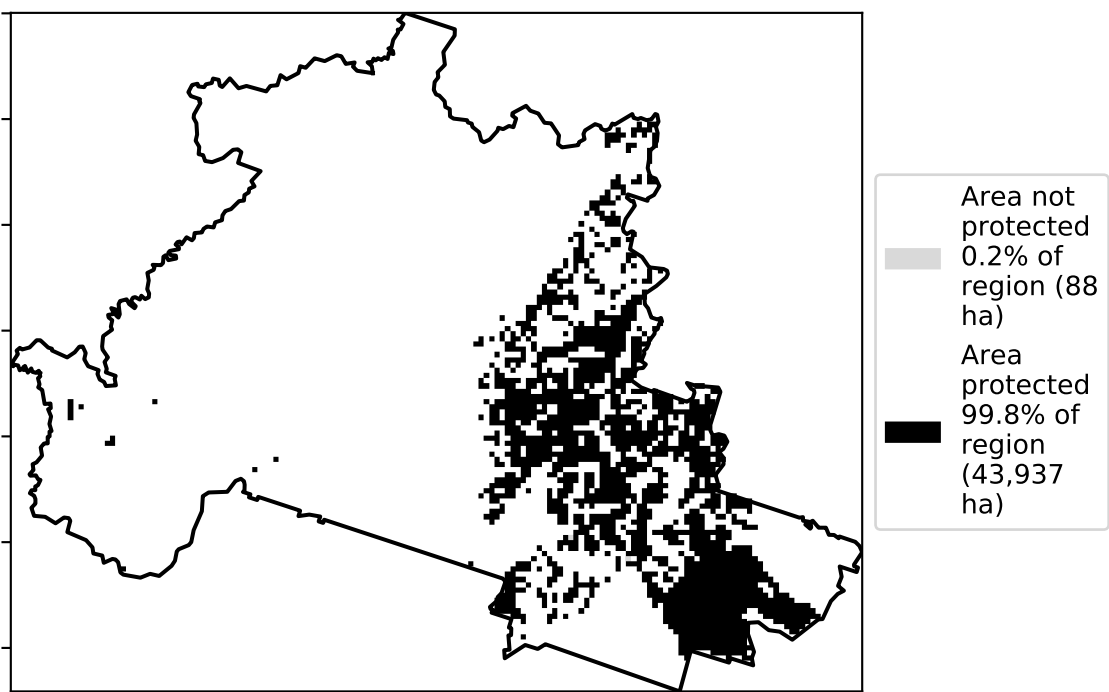 Area not
protected
0.2% of
region (88
ha)
Area
protected
99.8% of
region
(43,937
ha)